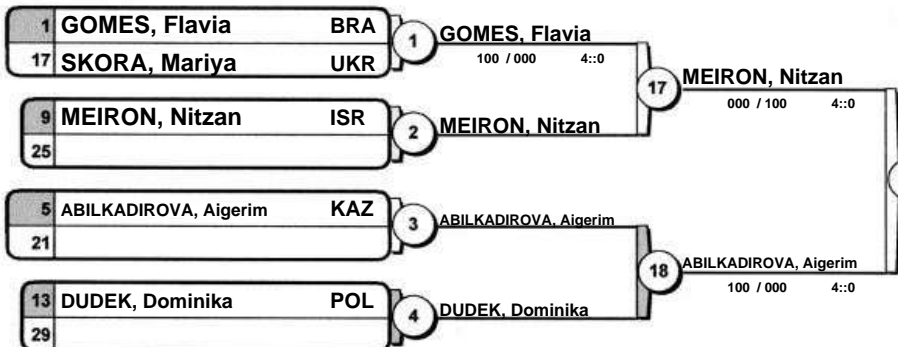 1 GOMES, Flavia BRA
17 SKORA, Mariya UKR
1 GOMES, Flavia
100 / 000 4::0
9 MEIRON, Nitzan ISR
25
2 MEIRON, Nitzan
17 MEIRON, Nitzan
000 / 100 4::0
5 ABILKADIROVA, Aigerim KAZ
21
3 ABILKADIROVA, Aigerim
13 DUDEK, Dominika POL
29
4 DUDEK, Dominika
18 ABILKADIROVA, Aigerim
100 / 000 4::0